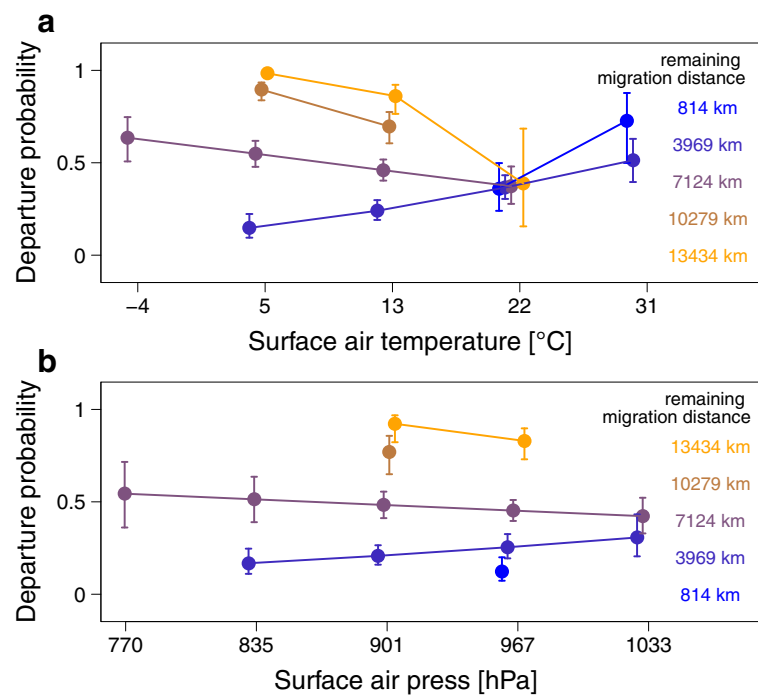 a
Departure probability
1
0.5
0
remaining
migration distance
814 km
3969 km
7124 km
10279 km
13434 km
−4
5
13
22
31
Surface air temperature [°C]
b
Departure probability
1
0.5
0
remaining
migration distance
13434 km
10279 km
7124 km
3969 km
814 km
770
835
901
967
1033
Surface air press [hPa]